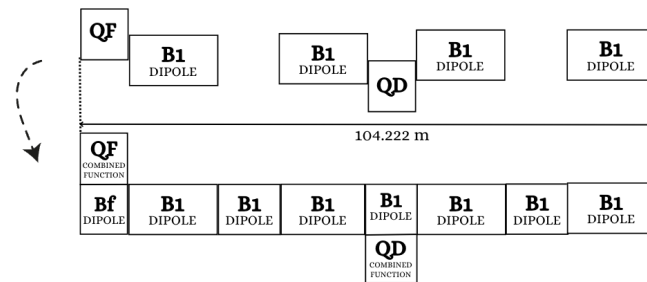 QF
B1
DIPOLE
B1
DIPOLE
QD
B1
DIPOLE
B1
DIPOLE
104.222 m
QF
COMBINED
FUNCTION
Bf
DIPOLE
B1
DIPOLE
B1
DIPOLE
B1
DIPOLE
B1
DIPOLE
B1
DIPOLE
B1
DIPOLE
B1
DIPOLE
QD
COMBINED
FUNCTION